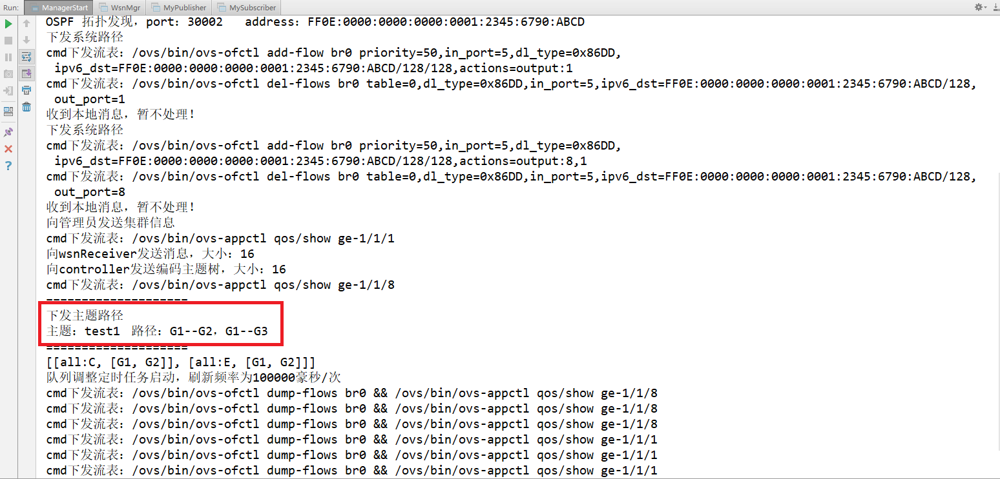 Run: ManagerStart WsnMgr MyPublisher MySubscriber
OSPF 拓扑发现，port：30002 address：FF0E:0000:0000:0000:0001:2345:6790:ABCD
下发系统路径
cmd下发流表：/ovs/bin/ovs-ofctl add-flow br0 priority=50,in_port=5,dl_type=0x86DD,
ipv6_dst=FF0E:0000:0000:0000:0001:2345:6790:ABCD/128/128,actions=output:1
cmd下发流表：/ovs/bin/ovs-ofctl del-flows br0 table=0,dl_type=0x86DD,in_port=5,ipv6_dst=FF0E:0000:0000:0000:0001:2345:6790:ABCD/128,
out_port=1
收到本地消息，暂不处理！
下发系统路径
cmd下发流表：/ovs/bin/ovs-ofctl add-flow br0 priority=50,in_port=5,dl_type=0x86DD,
ipv6_dst=FF0E:0000:0000:0000:0001:2345:6790:ABCD/128/128,actions=output:8,1
cmd下发流表：/ovs/bin/ovs-ofctl del-flows br0 table=0,dl_type=0x86DD,in_port=5,ipv6_dst=FF0E:0000:0000:0000:0001:2345:6790:ABCD/128,
out_port=8
收到本地消息，暂不处理！
向管理员发送集群信息
cmd下发流表：/ovs/bin/ovs-appctl qos/show ge-1/1/1
向wsnReceiver发送消息，大小：16
向controller发送编码主题树，大小：16
cmd下发流表：/ovs/bin/ovs-appctl qos/show ge-1/1/8
====================
下发主题路径
主题：test1 路径：G1--G2，G1--G3
====================
[[all:C, [G1, G2]], [all:E, [G1, G2]]]
队列调整定时任务启动，刷新频率为100000豪秒/次
cmd下发流表：/ovs/bin/ovs-ofctl dump-flows br0 && /ovs/bin/ovs-appctl qos/show ge-1/1/8
cmd下发流表：/ovs/bin/ovs-ofctl dump-flows br0 && /ovs/bin/ovs-appctl qos/show ge-1/1/8
cmd下发流表：/ovs/bin/ovs-ofctl dump-flows br0 && /ovs/bin/ovs-appctl qos/show ge-1/1/8
cmd下发流表：/ovs/bin/ovs-ofctl dump-flows br0 && /ovs/bin/ovs-appctl qos/show ge-1/1/1
cmd下发流表：/ovs/bin/ovs-ofctl dump-flows br0 && /ovs/bin/ovs-appctl qos/show ge-1/1/1
cmd下发流表：/ovs/bin/ovs-ofctl dump-flows br0 && /ovs/bin/ovs-appctl qos/show ge-1/1/1